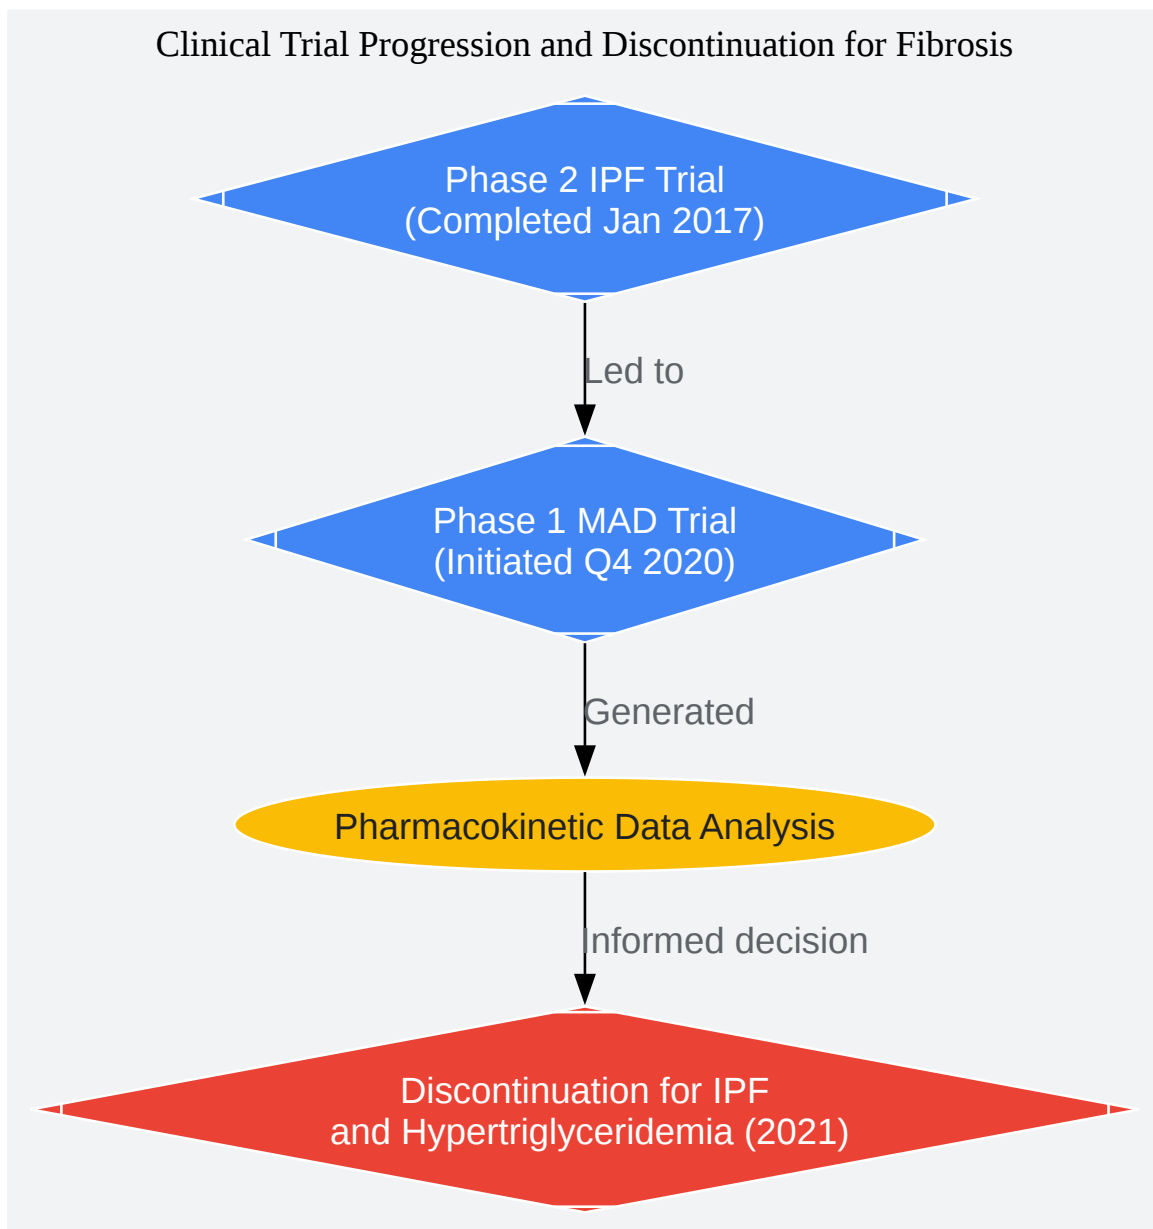 Clinical Trial Progression and Discontinuation for Fibrosis
Phase 2 IPF Trial
(Completed Jan 2017)
Led to
Phase 1 MAD Trial
(Initiated Q4 2020)
Generated
Pharmacokinetic Data Analysis
Informed decision
Discontinuation for IPF
and Hypertriglyceridemia (2021)